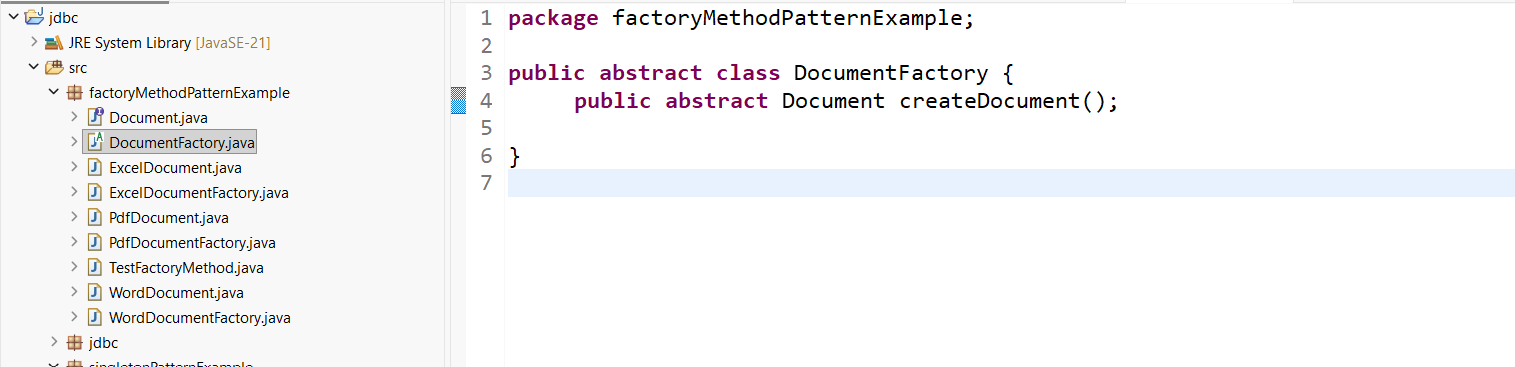 jdbc
JRE System Library [JavaSE-21]
src
factoryMethodPatternExample
Document.java
DocumentFactory.java
ExcelDocument.java
ExcelDocumentFactory.java
PdfDocument.java
PdfDocumentFactory.java
TestFactoryMethod.java
WordDocument.java
WordDocumentFactory.java
jdbc
singletonPatternExample
1 package factoryMethodPatternExample;
2
3 public abstract class DocumentFactory {
4 public abstract Document createDocument();
5
6 }
7